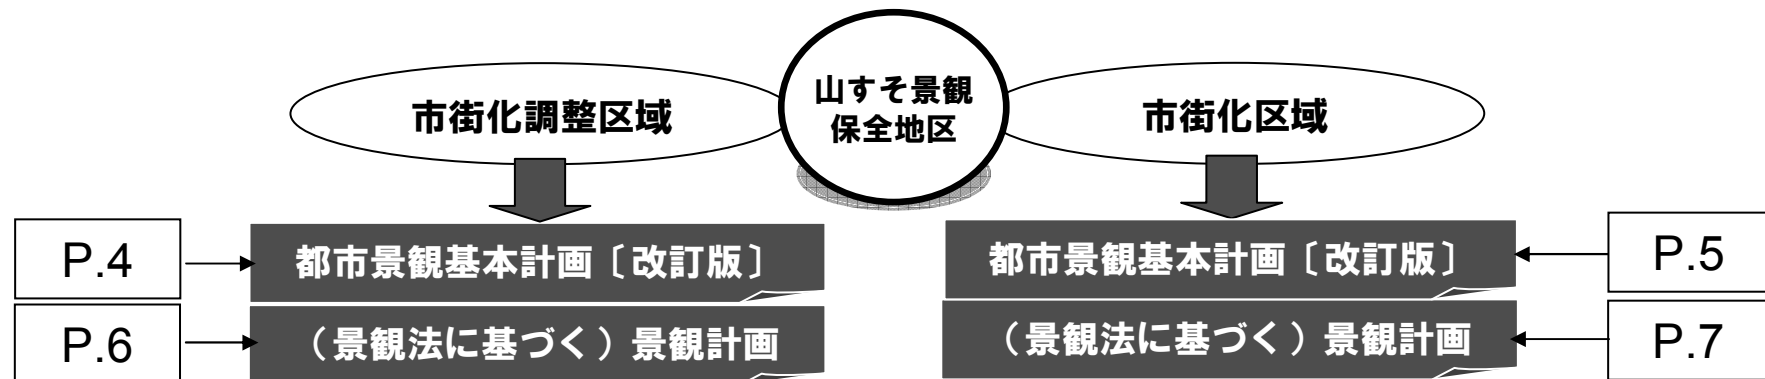 山すそ景観
保全地区
市街化調整区域
市街化区域
P.4
都市景観基本計画〔改訂版〕
都市景観基本計画〔改訂版〕
P.5
P.6
（景観法に基づく）景観計画
（景観法に基づく）景観計画
P.7